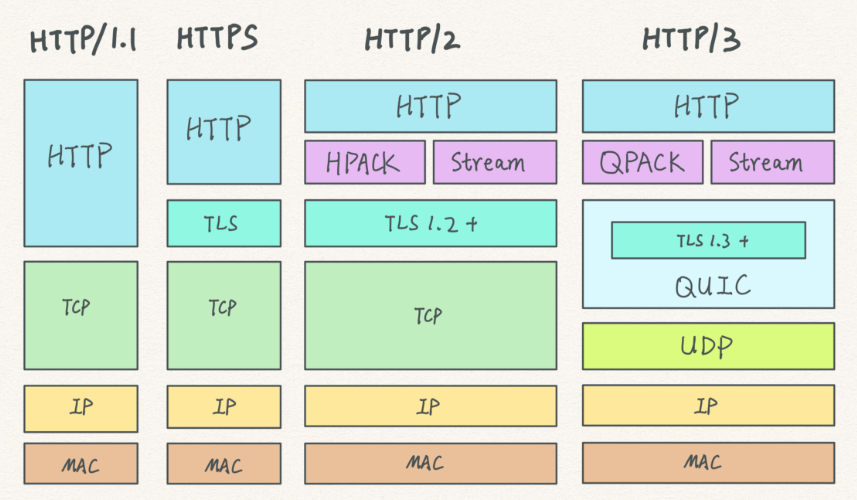 HTTP/1.1 HTTPS HTTP/2 HTTP/3
HTTP HTTP HTTP HTTP
HPACK Stream QPACK Stream
TLS TLS 1.2 + TLS 1.3 +
QUIC
TCP TCP TCP
UDP
IP IP IP IP
MAC MAC MAC MAC